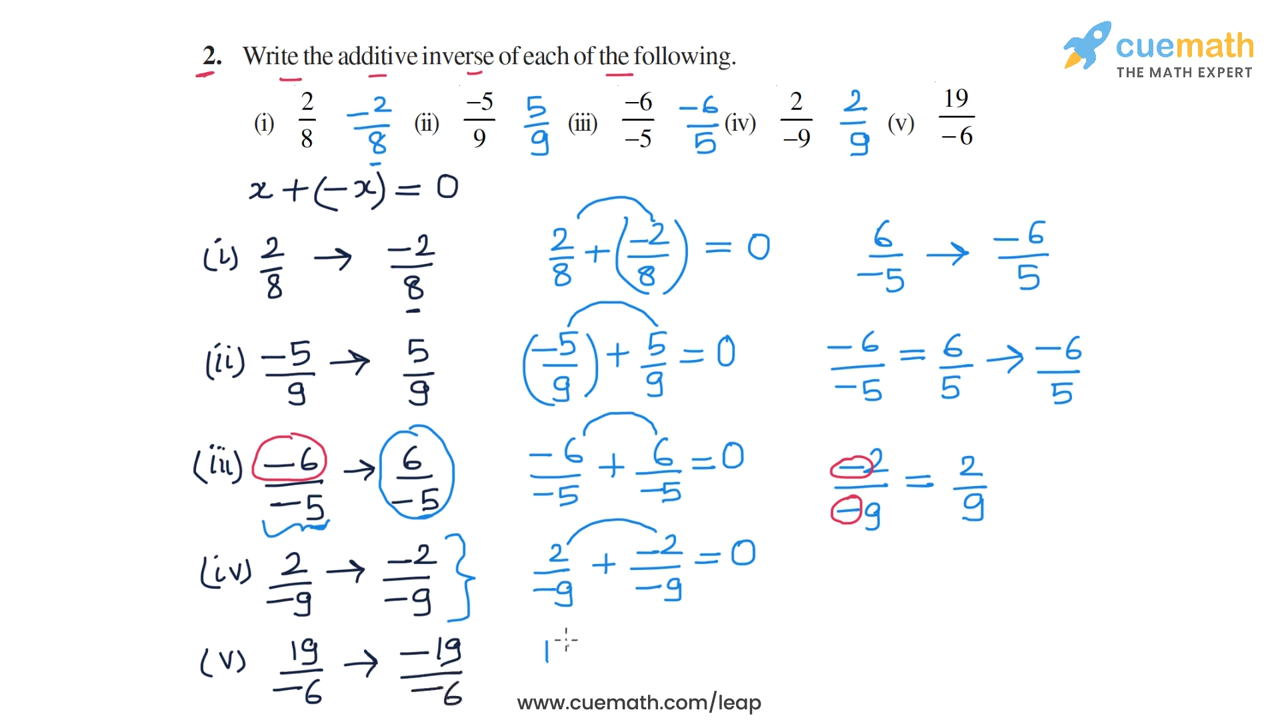 cuemath
THE MATH EXPERT
2. Write the additive inverse of each of the following.
(i) 2/8 -2/8 (ii) -5/9 5/9 (iii) -6/-5 -6/5 (iv) 2/-9 2/9 (v) 19/-6
x + (-x) = 0
(i) 2/8 → -2/8 2/8 + (-2/8) = 0 6/-5 → -6/5
(ii) -5/9 → 5/9 (-5/9) + 5/9 = 0 -6/-5 = 6/5 → -6/5
(iii) -6/-5 → 6/-5 -6/-5 + 6/-5 = 0 -2/-9 = 2/9
(iv) 2/-9 → -2/-9 } 2/-9 + -2/-9 = 0
(v) 19/-6 → -19/-6 1
www.cuemath.com/leap